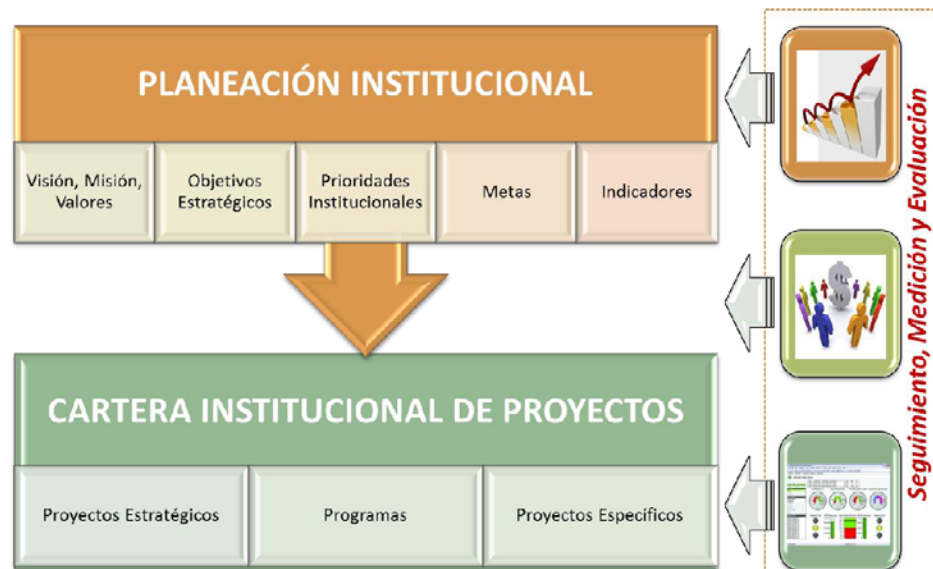 PLANEACIÓN INSTITUCIONAL
Visión, Misión,
Valores
Objetivos
Estratégicos
Prioridades
Institucionales
Metas
Indicadores
CARTERA INSTITUCIONAL DE PROYECTOS
Proyectos Estratégicos
Programas
Proyectos Específicos
Seguimiento, Medición y Evaluación